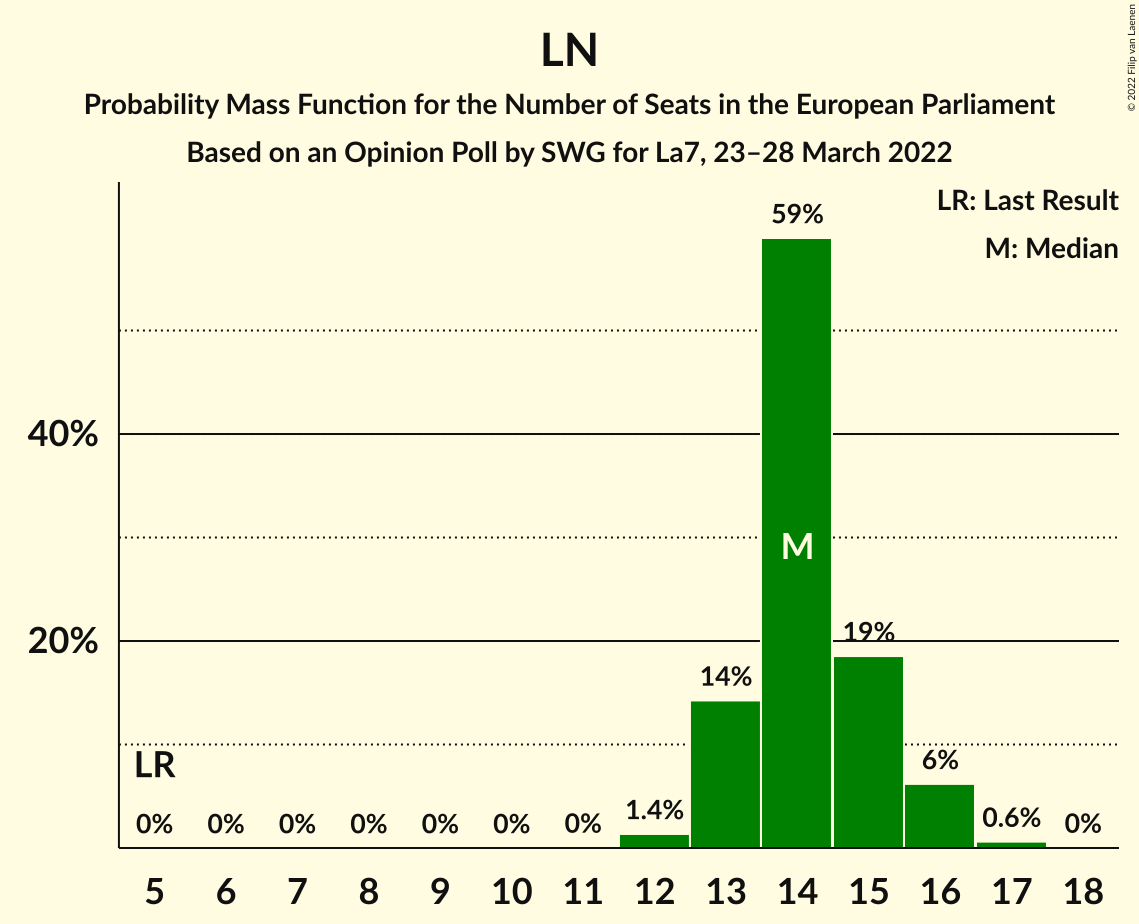 LN
Probability Mass Function for the Number of Seats in the European Parliament
Based on an Opinion Poll by SWG for La7, 23–28 March 2022
© 2022 Filip van Laenen
LR: Last Result
M: Median
59%
40%
M
20%
19%
14%
LR
6%
0% 0% 0% 0% 0% 0% 0% 1.4% 0.6% 0%
5 6 7 8 9 10 11 12 13 14 15 16 17 18